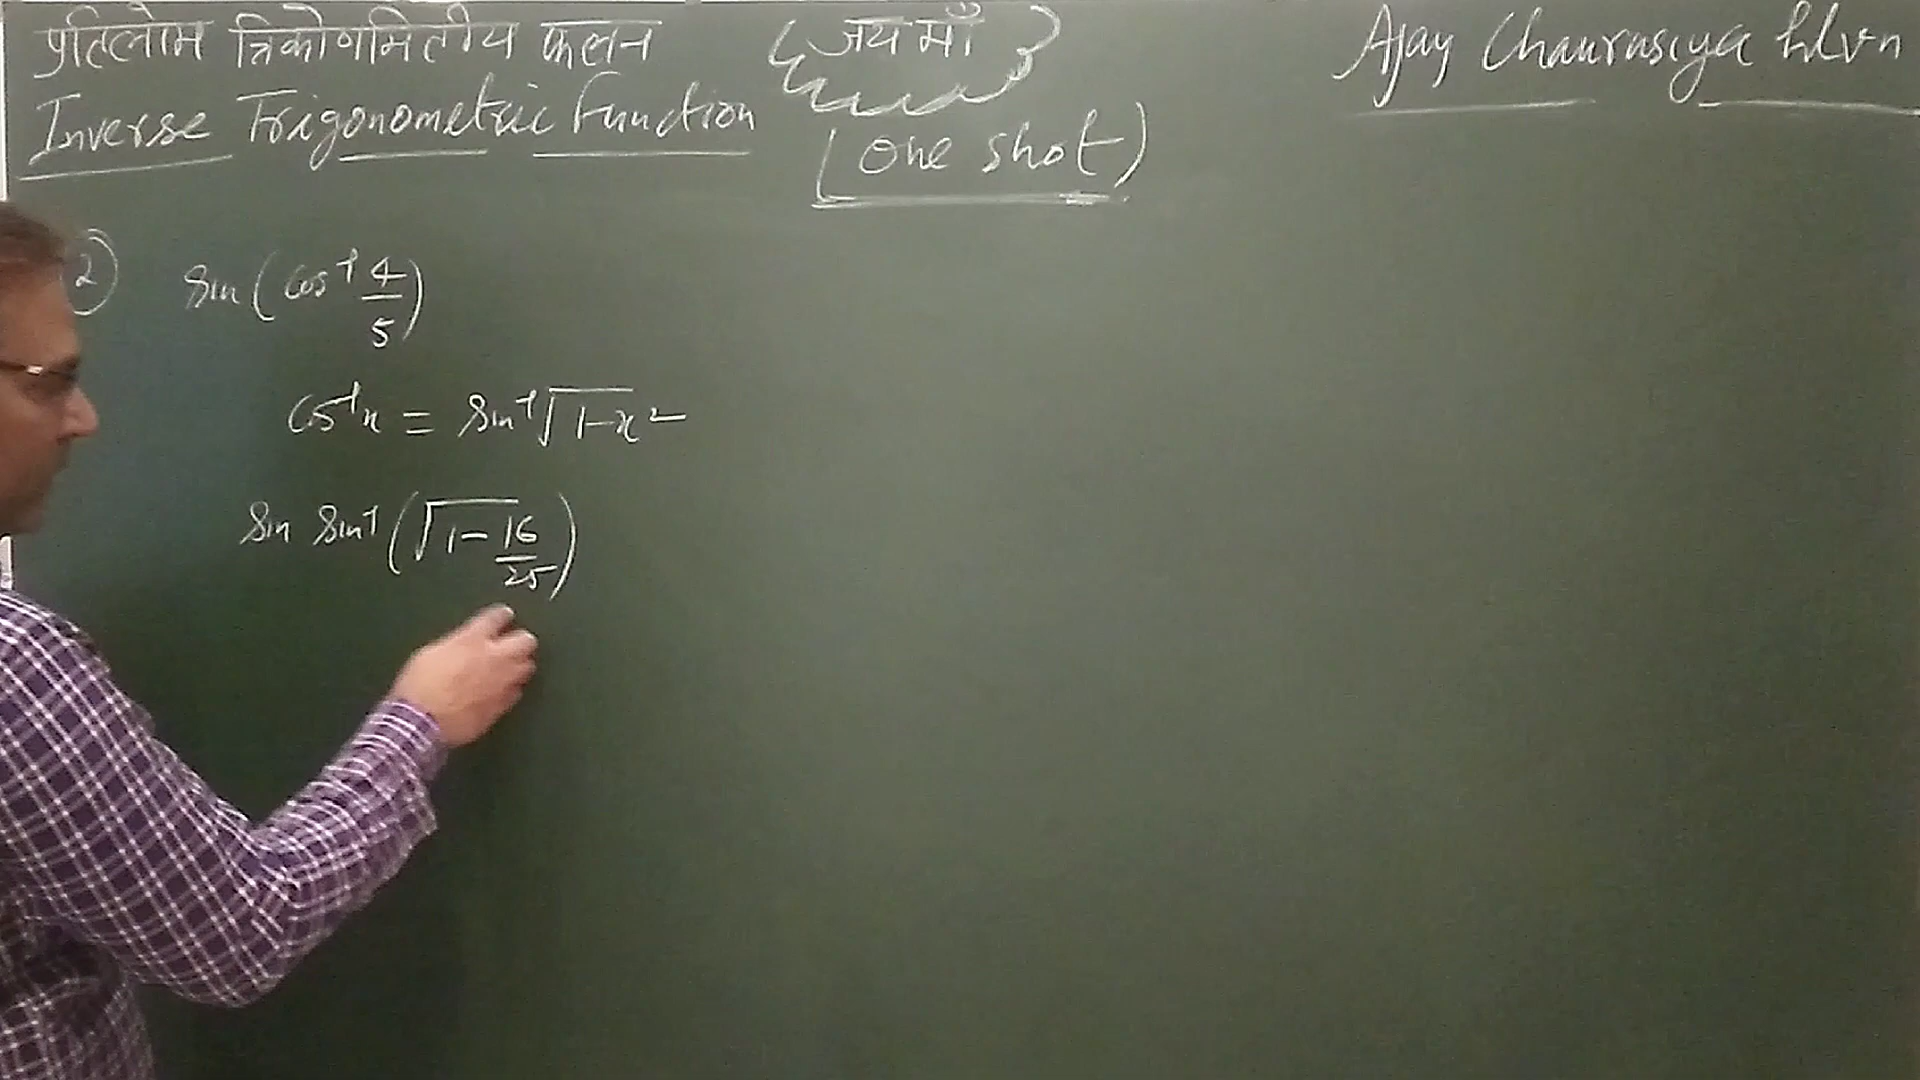 प्रतिलोम त्रिकोणमितीय फलन
{जय माँ}
Ajay Chaurasiya
Inverse Trigonometric Function
(one shot)
2) sin(cos⁻¹ 4/5)
cos⁻¹x = sin⁻¹√1-x²
sin sin⁻¹(√1-16/25)